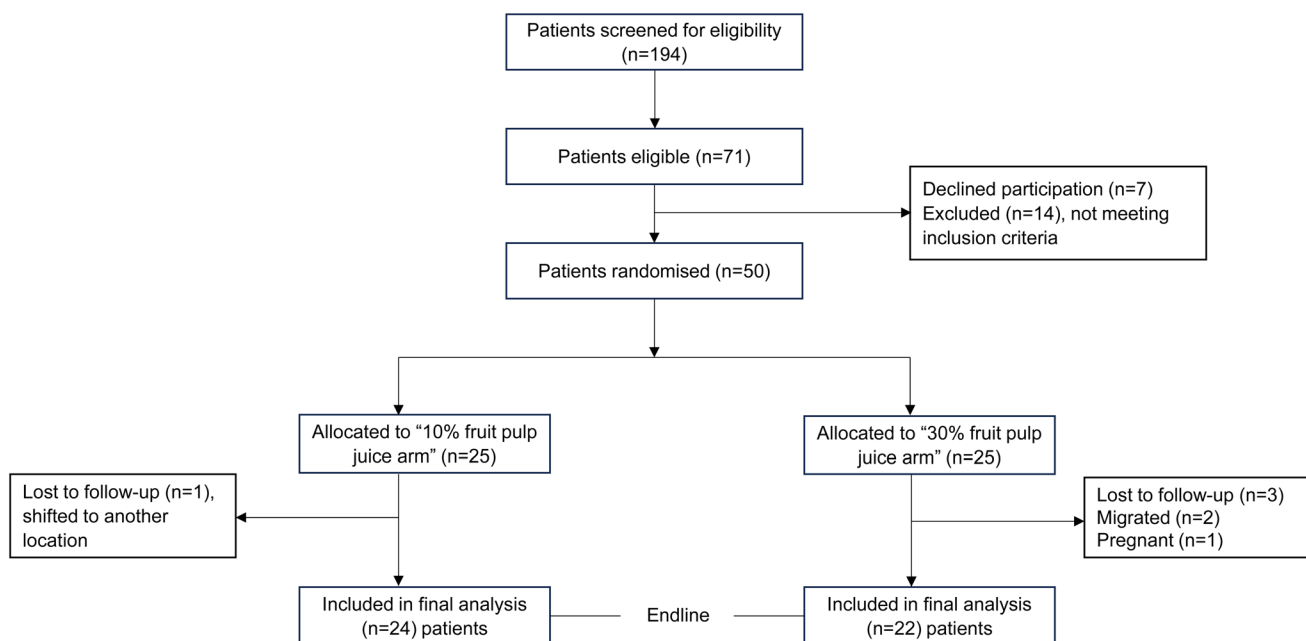 Patients screened for eligibility
(n=194)
Patients eligible (n=71)
Declined participation (n=7)
Excluded (n=14), not meeting
inclusion criteria
Patients randomised (n=50)
Allocated to “10% fruit pulp
juice arm” (n=25)
Allocated to “30% fruit pulp
juice arm” (n=25)
Lost to follow-up (n=1),
shifted to another
location
Lost to follow-up (n=3)
Migrated (n=2)
Pregnant (n=1)
Included in final analysis
(n=24) patients
Endline
Included in final analysis
(n=22) patients